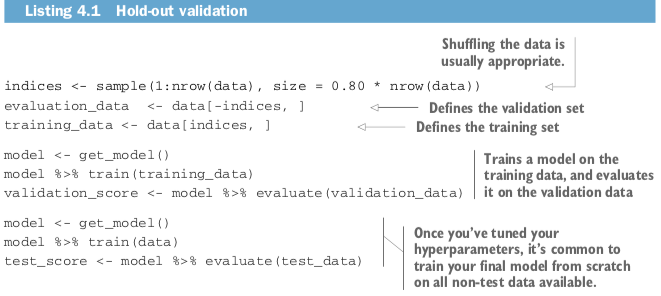 Listing 4.1 Hold-out validation
Shuffling the data is
usually appropriate.
indices <- sample(1:nrow(data), size = 0.80 * nrow(data))
evaluation_data  <- data[-indices, ]
Defines the validation set
training_data <- data[indices, ]
Defines the training set
model <- get_model()
model %>% train(training_data)
validation_score <- model %>% evaluate(validation_data)
Trains a model on the
training data, and evaluates
it on the validation data
model <- get_model()
model %>% train(data)
test_score <- model %>% evaluate(test_data)
Once you've tuned your
hyperparameters, it's common to
train your final model from scratch
on all non-test data available.